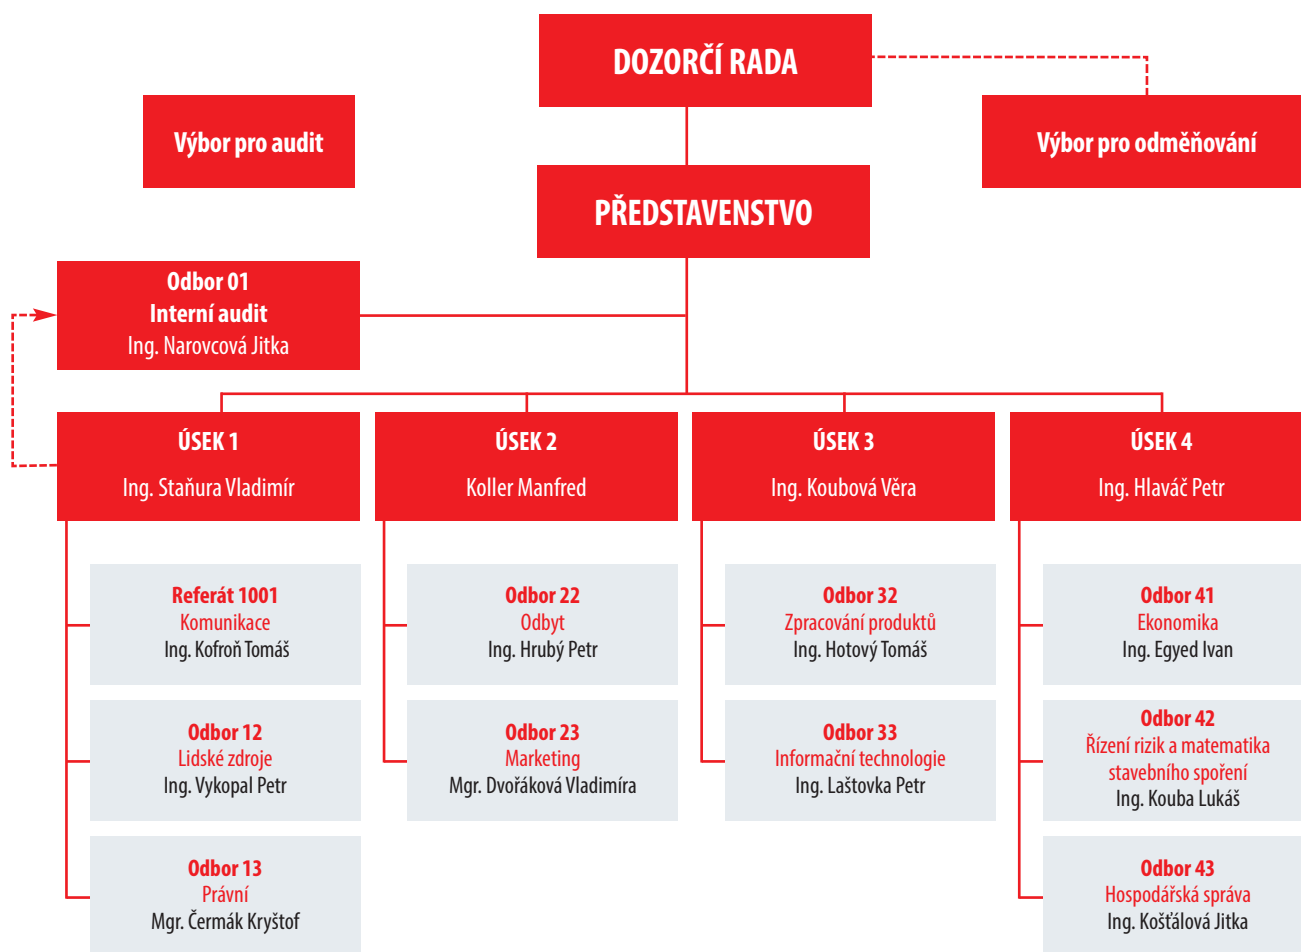 DOZORČÍ RADA
Výbor pro audit
Výbor pro odměňování
PŘEDSTAVENSTVO
Odbor 01
Interní audit
Ing. Narovcová Jitka
ÚSEK 1
Ing. Staňura Vladimír
ÚSEK 2
Koller Manfred
ÚSEK 3
Ing. Koubová Věra
ÚSEK 4
Ing. Hlaváč Petr
Referát 1001
Komunikace
Ing. Kofroň Tomáš
Odbor 22
Odbyt
Ing. Hrubý Petr
Odbor 32
Zpracování produktů
Ing. Hotový Tomáš
Odbor 41
Ekonomika
Ing. Egyed Ivan
Odbor 12
Lidské zdroje
Ing. Vykopal Petr
Odbor 23
Marketing
Mgr. Dvořáková Vladimíra
Odbor 33
Informační technologie
Ing. Laštovka Petr
Odbor 42
Řízení rizik a matematika
stavebního spoření
Ing. Kouba Lukáš
Odbor 13
Právní
Mgr. Čermák Kryštof
Odbor 43
Hospodářská správa
Ing. Košťálová Jitka